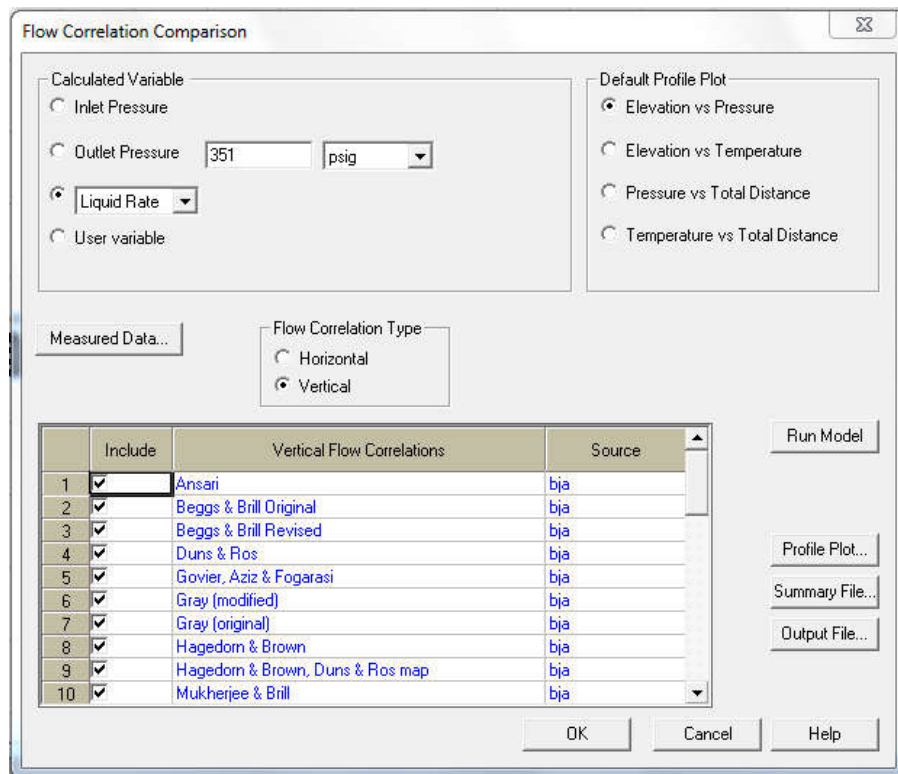 Flow Correlation Comparison
Calculated Variable
Inlet Pressure
Outlet Pressure 351 psig
Liquid Rate
User variable
Default Profile Plot
Elevation vs Pressure
Elevation vs Temperature
Pressure vs Total Distance
Temperature vs Total Distance
Measured Data...
Flow Correlation Type
Horizontal
Vertical
Include Vertical Flow Correlations Source
1 Ansari bja
2 Beggs & Brill Original bja
3 Beggs & Brill Revised bja
4 Duns & Ros bja
5 Govier, Aziz & Fogarasi bja
6 Gray (modified) bja
7 Gray (original) bja
8 Hagedorn & Brown bja
9 Hagedorn & Brown, Duns & Ros map bja
10 Mukherjee & Brill bja
Run Model
Profile Plot...
Summary File...
Output File...
OK Cancel Help